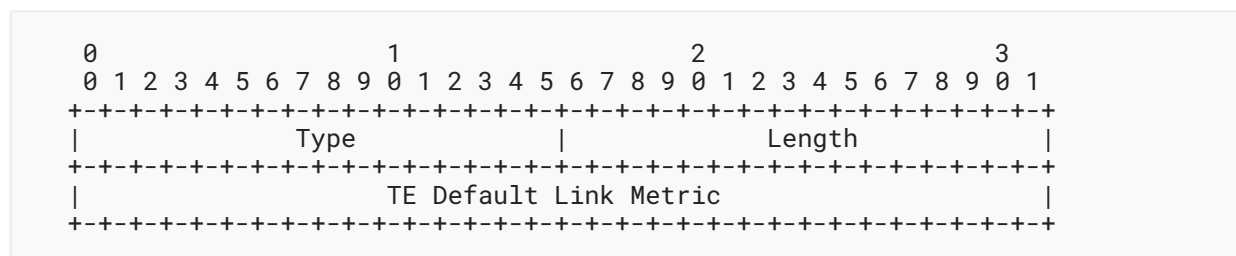 0                   1                   2                   3
 0 1 2 3 4 5 6 7 8 9 0 1 2 3 4 5 6 7 8 9 0 1 2 3 4 5 6 7 8 9 0 1
+-+-+-+-+-+-+-+-+-+-+-+-+-+-+-+-+-+-+-+-+-+-+-+-+-+-+-+-+-+-+-+-+
|              Type             |             Length            |
+-+-+-+-+-+-+-+-+-+-+-+-+-+-+-+-+-+-+-+-+-+-+-+-+-+-+-+-+-+-+-+-+
|                    TE Default Link Metric                     |
+-+-+-+-+-+-+-+-+-+-+-+-+-+-+-+-+-+-+-+-+-+-+-+-+-+-+-+-+-+-+-+-+